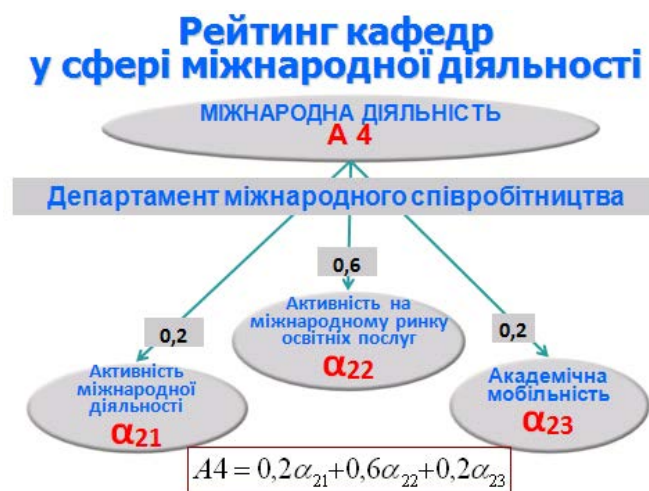 Рейтинг кафедр
у сфері міжнародної діяльності
МІЖНАРОДНА ДІЯЛЬНІСТЬ
А 4
Департамент міжнародного співробітництва
0,6
0,2
0,2
Активність на
міжнародному ринку
освітніх послуг
α22
Активність
міжнародної
діяльності
α21
Академічна
мобільність
α23
A4 = 0,2α21+0,6α22+0,2α23